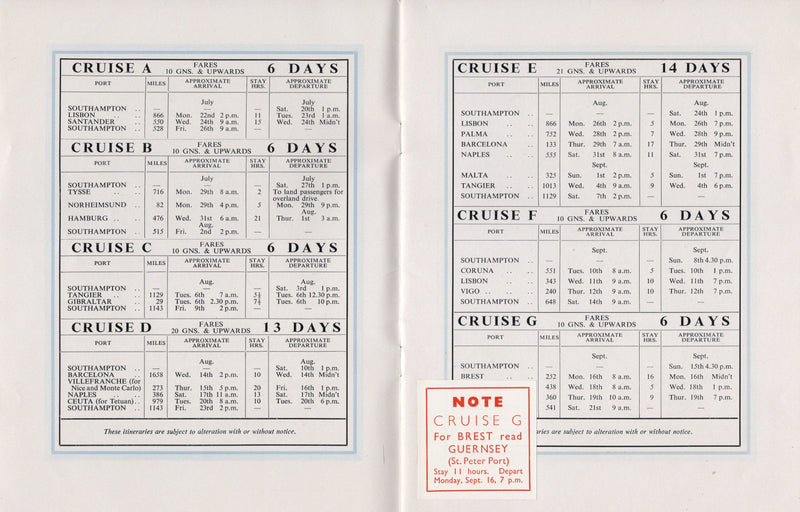 CRUISE A FARES 10 GNS. & UPWARDS 6 DAYS
PORT MILES APPROXIMATE ARRIVAL STAY HRS. APPROXIMATE DEPARTURE
July July
SOUTHAMPTON .. — — — Sat. 20th 1 p.m.
LISBON .. 866 Mon. 22nd 2 p.m. 11 Tues. 23rd 1 a.m.
SANTANDER .. 550 Wed. 24th 9 a.m. 15 Wed. 24th Midn't
SOUTHAMPTON .. 528 Fri. 26th 9 a.m. — —
CRUISE B FARES 10 GNS. & UPWARDS 6 DAYS
PORT MILES APPROXIMATE ARRIVAL STAY HRS. APPROXIMATE DEPARTURE
July July
SOUTHAMPTON .. — — — Sat. 27th 1 p.m.
TYSSE .. 716 Mon. 29th 8 a.m. 2 To land passengers for
overland drive.
NORHEIMSUND .. 82 Mon. 29th 4 p.m. 5 Mon. 29th 9 p.m.
Aug.
HAMBURG .. .. 476 Wed. 31st 6 a.m. 21 Thur. 1st 3 a.m.
Aug.
SOUTHAMPTON .. 515 Fri. 2nd 2 p.m. — —
CRUISE C FARES 10 GNS. & UPWARDS 6 DAYS
PORT MILES APPROXIMATE ARRIVAL STAY HRS. APPROXIMATE DEPARTURE
Aug. Aug.
SOUTHAMPTON .. — — — Sat. 3rd 1 p.m.
TANGIER .. .. 1129 Tues. 6th 7 a.m. 5½ Tues. 6th 12.30 p.m.
GIBRALTAR .. 29 Tues. 6th 2.30 p.m. 7½ Tues. 6th 10 p.m.
SOUTHAMPTON .. 1143 Fri. 9th 2 p.m. — —
CRUISE D FARES 20 GNS. & UPWARDS 13 DAYS
PORT MILES APPROXIMATE ARRIVAL STAY HRS. APPROXIMATE DEPARTURE
Aug. Aug.
SOUTHAMPTON .. — — — Sat. 10th 1 p.m.
BARCELONA .. 1658 Wed. 14th 2 p.m. 10 Wed. 14th Midn't
VILLEFRANCHE (for
Nice and Monte Carlo) 273 Thur. 15th 5 p.m. 20 Fri. 16th 1 p.m.
NAPLES .. .. 386 Sat. 17th 11 a.m. 13 Sat. 17th Midn't
CEUTA (for Tetuan) .. 979 Tues. 20th 8 a.m. 10 Tues. 20th 6 p.m.
SOUTHAMPTON .. 1143 Fri. 23rd 2 p.m. — —
These itineraries are subject to alteration with or without notice.
CRUISE E FARES 21 GNS. & UPWARDS 14 DAYS
PORT MILES APPROXIMATE ARRIVAL STAY HRS. APPROXIMATE DEPARTURE
Aug. Aug.
SOUTHAMPTON .. — — — Sat. 24th 1 p.m.
LISBON .. .. 866 Mon. 26th 2 p.m. 5 Mon. 26th 7 p.m.
PALMA .. .. 752 Wed. 28th 2 p.m. 7 Wed. 28th 9 p.m.
BARCELONA .. 133 Thur. 29th 7 a.m. 17 Thur. 29th Midn't
NAPLES .. .. 555 Sat. 31st 8 a.m. 11 Sat. 31st 7 p.m.
Sept. Sept.
MALTA .. .. 325 Sun. 1st 2 p.m. 5 Sun. 1st 7 p.m.
TANGIER .. .. 1013 Wed. 4th 9 a.m. 9 Wed. 4th 6 p.m.
SOUTHAMPTON .. 1129 Sat. 7th 2 p.m. — —
CRUISE F FARES 10 GNS. & UPWARDS 6 DAYS
PORT MILES APPROXIMATE ARRIVAL STAY HRS. APPROXIMATE DEPARTURE
Sept. Sept.
SOUTHAMPTON .. — — — Sun. 8th 4.30 p.m.
CORUNA .. .. 551 Tues. 10th 8 a.m. 5 Tues. 10th 1 p.m.
LISBON .. .. 343 Wed. 11th 9 a.m. 10 Wed. 11th 7 p.m.
VIGO .. .. 240 Thur. 12th 9 a.m. 10 Thur. 12th 7 p.m.
SOUTHAMPTON .. 648 Sat. 14th 9 a.m. — —
CRUISE G FARES 10 GNS. & UPWARDS 6 DAYS
PORT MILES APPROXIMATE ARRIVAL STAY HRS. APPROXIMATE DEPARTURE
Sept. Sept.
SOUTHAMPTON .. — — — Sun. 15th 4.30 p.m.
BREST .. .. 252 Mon. 16th 8 a.m. 16 Mon. 16th Midn't
438 Wed. 18th 8 a.m. 5 Wed. 18th 1 p.m.
360 Thur. 19th 10 a.m. 9 Thur. 19th 7 p.m.
541 Sat. 21st 9 a.m. — —
are subject to alteration with or without notice.
NOTE
CRUISE G
For BREST read
GUERNSEY
(St. Peter Port)
Stay 11 hours. Depart
Monday, Sept. 16, 7 p.m.